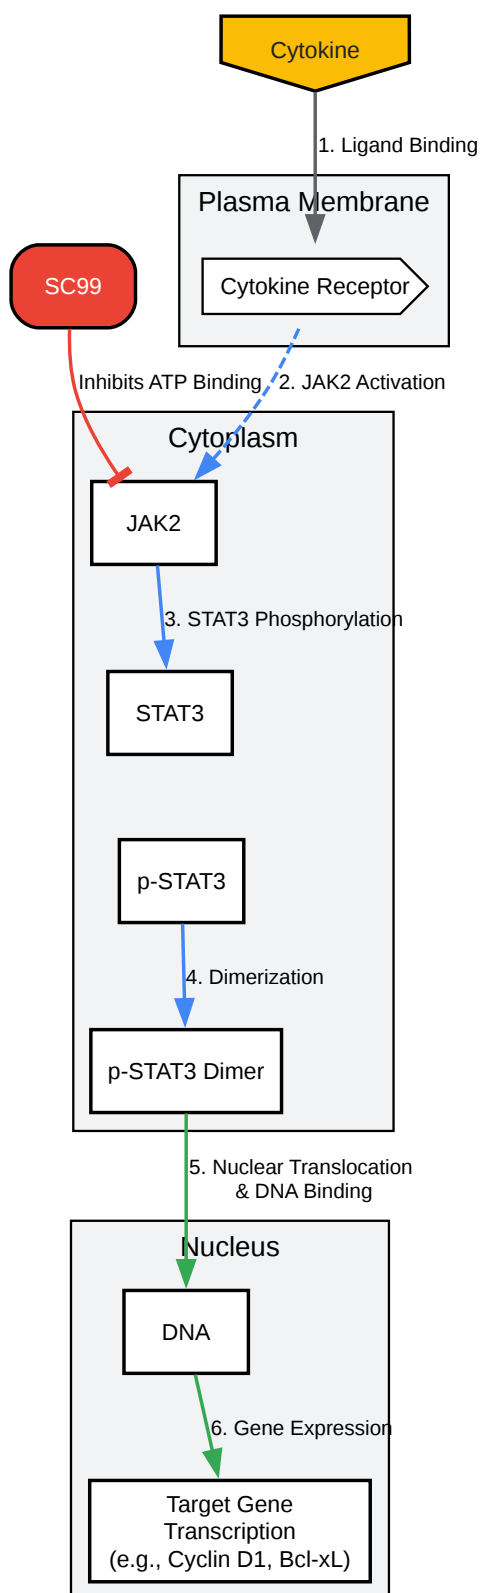 Cytokine
1. Ligand Binding
Plasma Membrane
SC99
Cytokine Receptor
Inhibits ATP Binding
2. JAK2 Activation
Cytoplasm
JAK2
3. STAT3 Phosphorylation
STAT3
p-STAT3
4. Dimerization
p-STAT3 Dimer
5. Nuclear Translocation
& DNA Binding
Nucleus
DNA
6. Gene Expression
Target Gene
Transcription
(e.g., Cyclin D1, Bcl-xL)